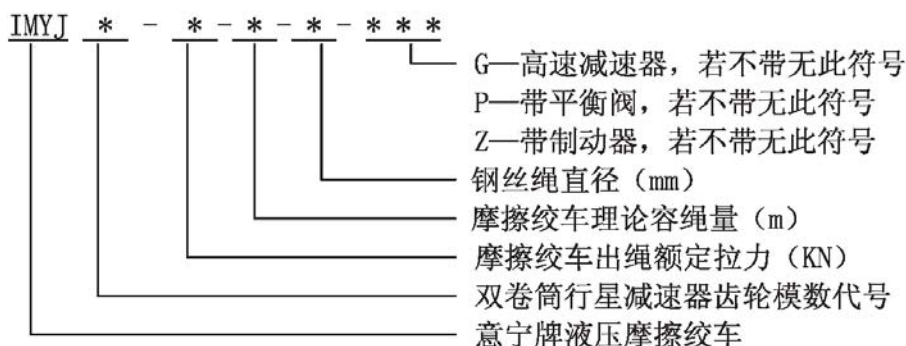 IMYJ * - * - * - * - ***
G—高速减速器，若不带无此符号
P—带平衡阀，若不带无此符号
Z—带制动器，若不带无此符号
钢丝绳直径（mm）
摩擦绞车理论容绳量（m）
摩擦绞车出绳额定拉力（KN）
双卷筒行星减速器齿轮模数代号
意宁牌液压摩擦绞车